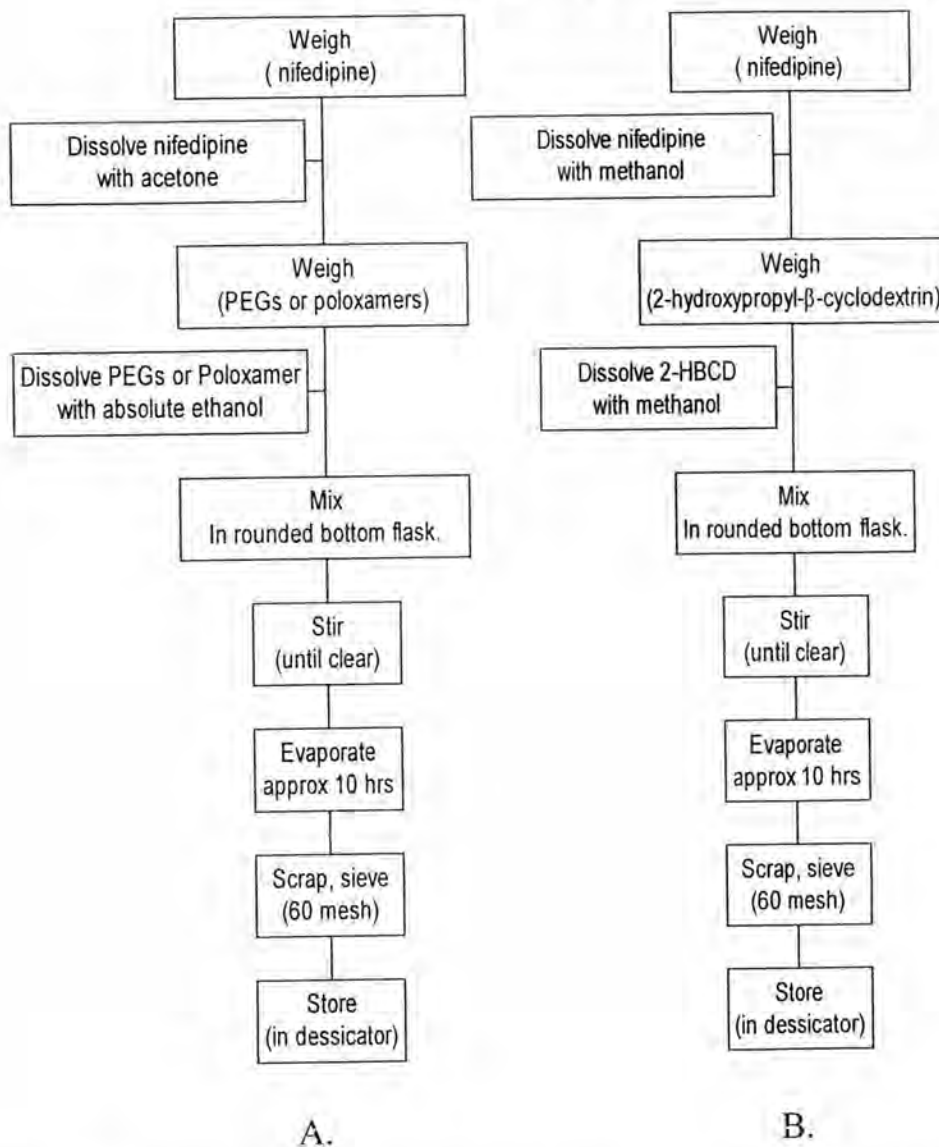 Weigh
( nifedipine)
Dissolve nifedipine
with acetone
Weigh
(PEGs or poloxamers)
Dissolve PEGs or Poloxamer
with absolute ethanol
Mix
In rounded bottom flask.
Stir
(until clear)
Evaporate
approx 10 hrs
Scrap, sieve
(60 mesh)
Store
(in dessicator)
A.
Weigh
( nifedipine)
Dissolve nifedipine
with methanol
Weigh
(2-hydroxypropyl-β-cyclodextrin)
Dissolve 2-HBCD
with methanol
Mix
In rounded bottom flask.
Stir
(until clear)
Evaporate
approx 10 hrs
Scrap, sieve
(60 mesh)
Store
(in dessicator)
B.